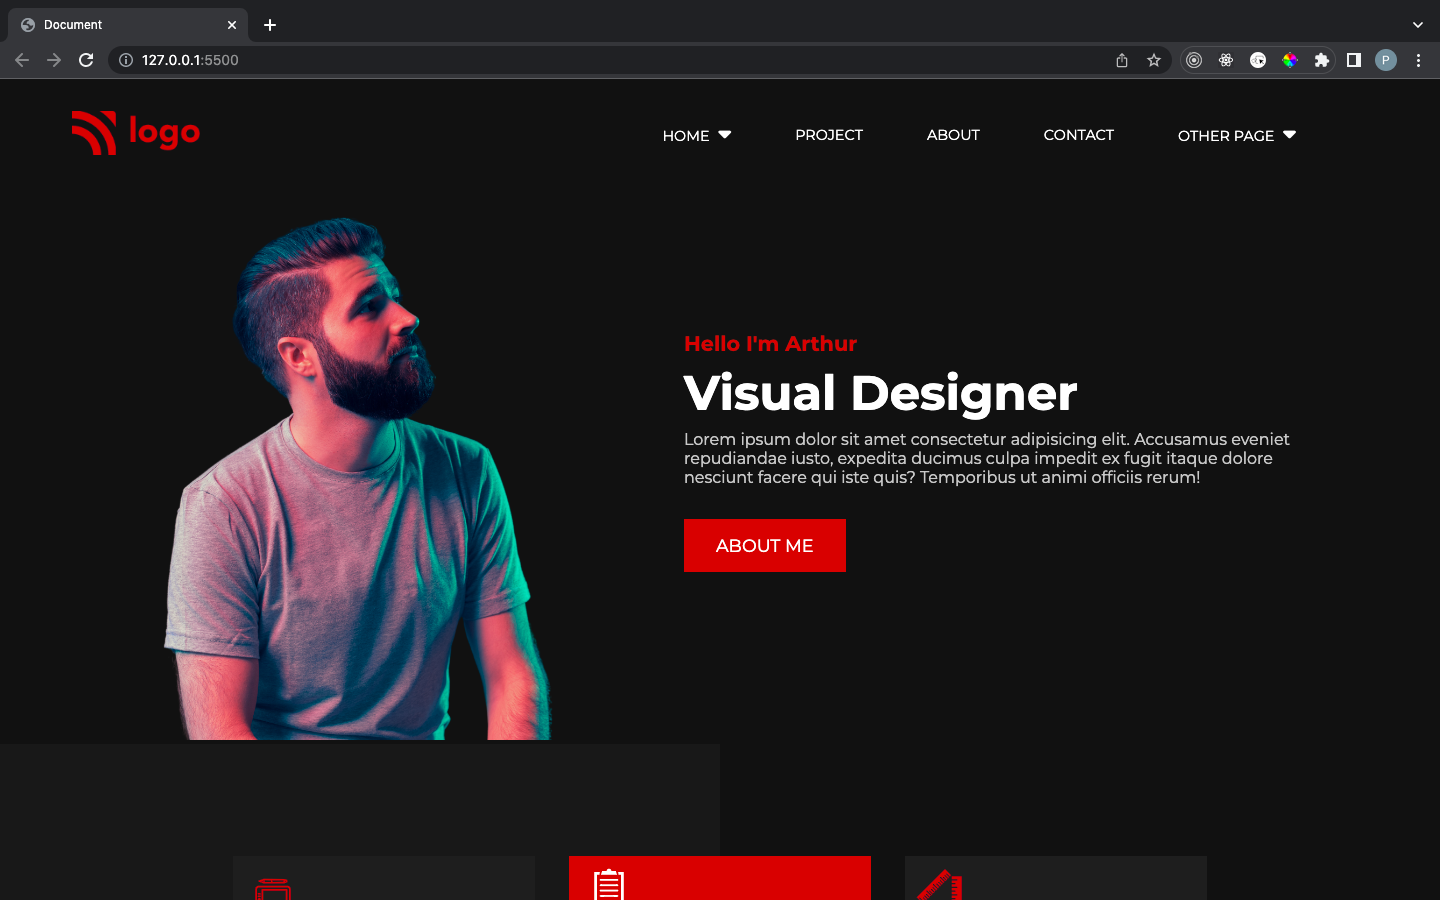 Document
127.0.0.1:5500
P
logo
HOME
PROJECT
ABOUT
CONTACT
OTHER PAGE
Hello I'm Arthur
Visual Designer
Lorem ipsum dolor sit amet consectetur adipisicing elit. Accusamus eveniet
repudiandae iusto, expedita ducimus culpa impedit ex fugit itaque dolore
nesciunt facere qui iste quis? Temporibus ut animi officiis rerum!
ABOUT ME